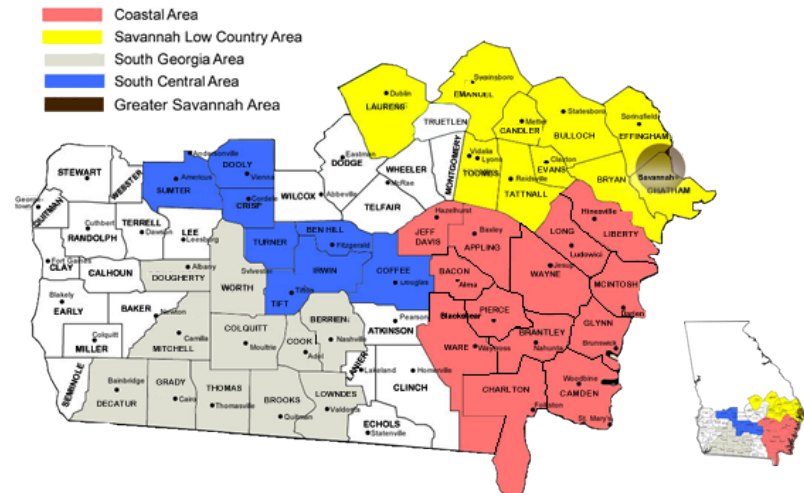 Coastal Area
Savannah Low Country Area
South Georgia Area
South Central Area
Greater Savannah Area
Dublin
LAURENS
Swainsboro
EMANUEL
TRUETLEN
Metter
CANDLER
Statesboro
BULLOCH
Springfield
EFFINGHAM
Andersonville
DOOLY
Vienna
Eastman
DODGE
WHEELER
McRae
MONTGOMERY
Vidalia
Lyons
TOOMBS
Claxton
EVANS
Reidsville
TATTNALL
BRYAN
Savannah
CHATHAM
STEWART
WEBSTER
Americus
SUMTER
Cordele
CRISP
WILCOX
Abbeville
TELFAIR
George-
town
QUITMAN
Cuthbert
RANDOLPH
TERRELL
Dawson
LEE
Leesburg
TURNER
BEN HILL
Fitzgerald
Hazelhurst
JEFF
DAVIS
Baxley
APPLING
LONG
Ludowici
Hinesville
LIBERTY
Fort Gaines
CLAY
CALHOUN
Albany
DOUGHERTY
Sylvester
WORTH
IRWIN
COFFEE
Douglas
BACON
Alma
Jesup
WAYNE
MCINTOSH
Darien
Blakely
EARLY
BAKER
Newton
Tifton
TIFT
Pearson
ATKINSON
Blackshear
PIERCE
GLYNN
Brunswick
Colquitt
MILLER
Camilla
MITCHELL
COLQUITT
Moultrie
BERRIEN
Nashville
COOK
Adel
LANIER
Lakeland
Homerville
CLINCH
WARE
Waycross
BRANTLEY
Nahunta
SEMINOLE
Bainbridge
DECATUR
GRADY
Cairo
THOMAS
Thomasville
BROOKS
Quitman
LOWNDES
Valdosta
ECHOLS
Statenville
CHARLTON
Folkston
Woodbine
CAMDEN
St. Mary's